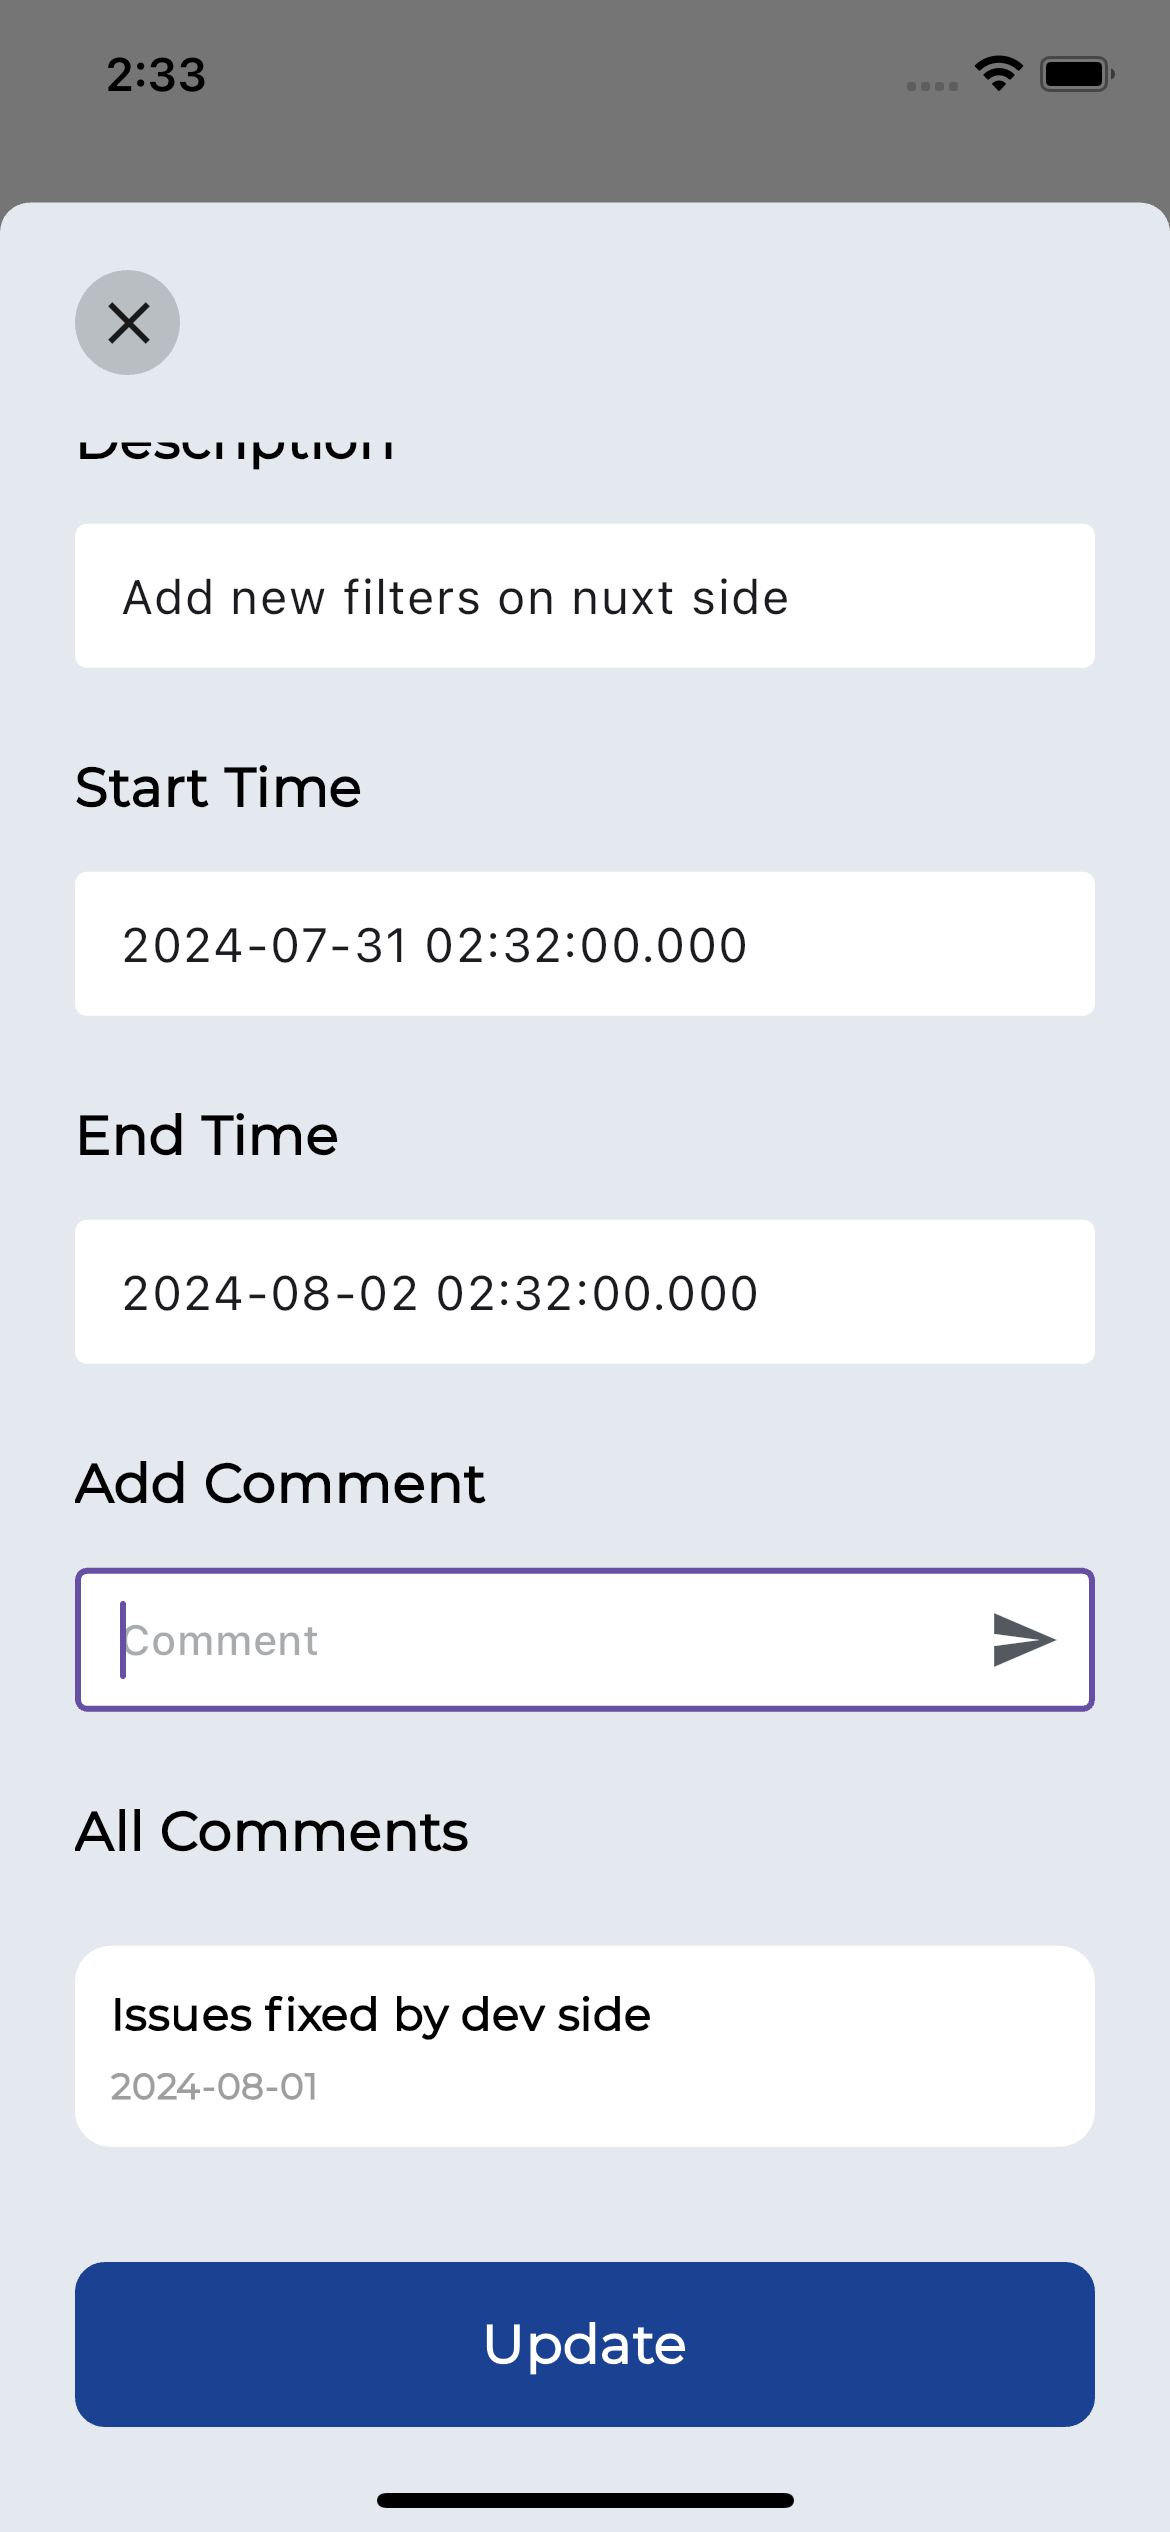 2:33
Description
Add new filters on nuxt side
Start Time
2024-07-31 02:32:00.000
End Time
2024-08-02 02:32:00.000
Add Comment
Comment
All Comments
Issues fixed by dev side
2024-08-01
Update